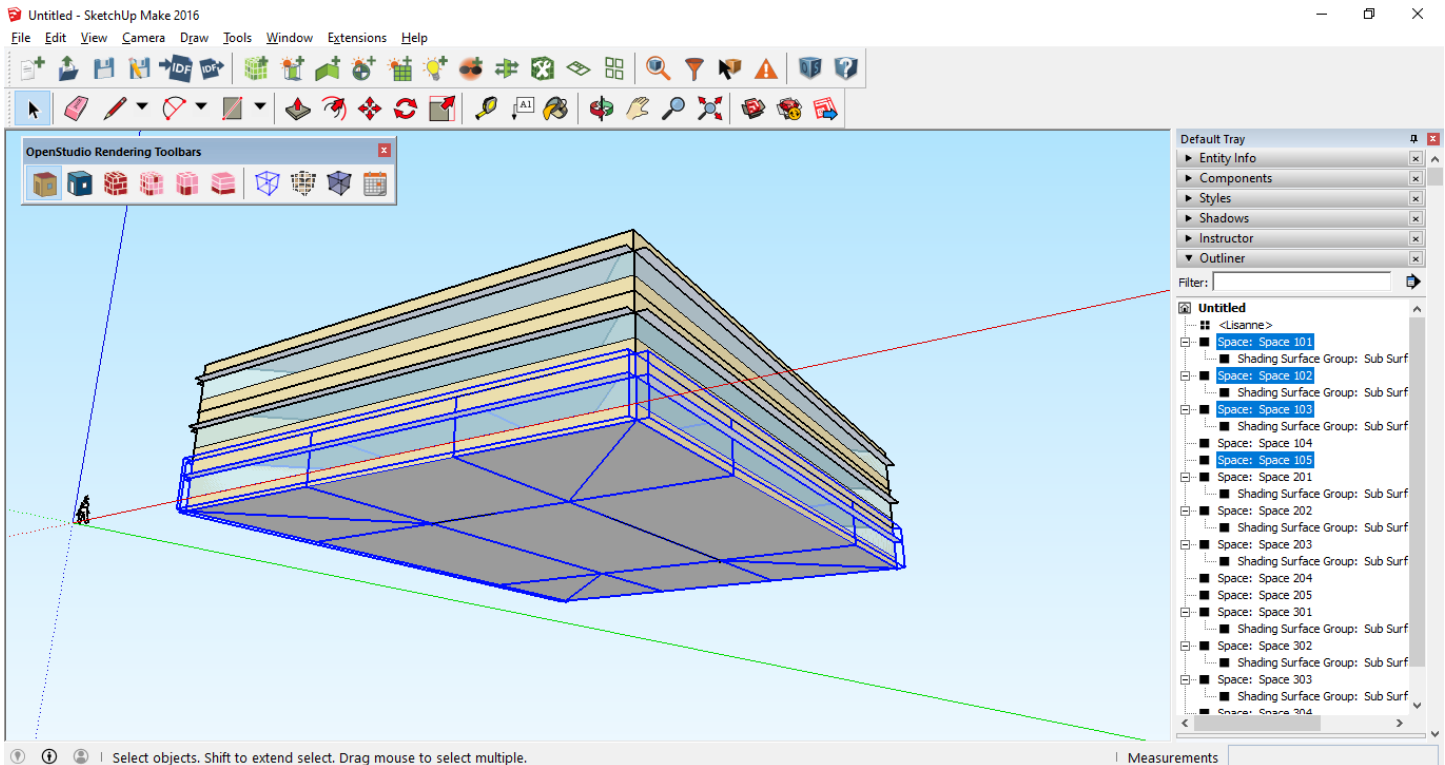 Untitled - SketchUp Make 2016
File Edit View Camera Draw Tools Window Extensions Help
IDF IDF
A1
OpenStudio Rendering Toolbars
Default Tray
Entity Info
Components
Styles
Shadows
Instructor
Outliner
Filter:
Untitled
<Lisanne>
Space: Space 101
Shading Surface Group: Sub Surf
Space: Space 102
Shading Surface Group: Sub Surf
Space: Space 103
Shading Surface Group: Sub Surf
Space: Space 104
Space: Space 105
Space: Space 201
Shading Surface Group: Sub Surf
Space: Space 202
Shading Surface Group: Sub Surf
Space: Space 203
Shading Surface Group: Sub Surf
Space: Space 204
Space: Space 205
Space: Space 301
Shading Surface Group: Sub Surf
Space: Space 302
Shading Surface Group: Sub Surf
Space: Space 303
Shading Surface Group: Sub Surf
Space: Space 304
Select objects. Shift to extend select. Drag mouse to select multiple.
Measurements